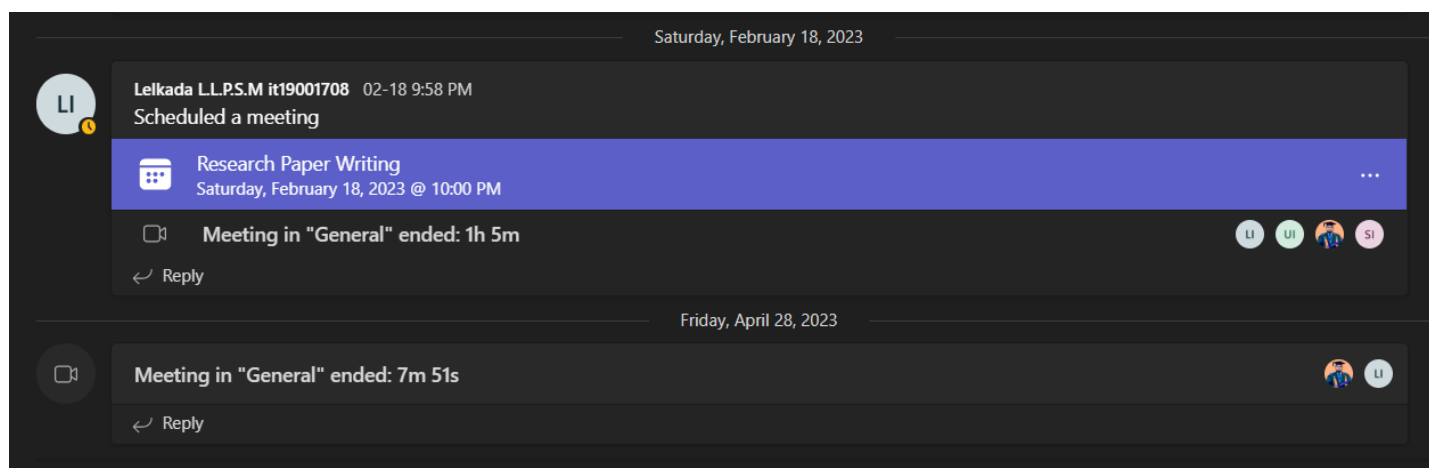 Saturday, February 18, 2023
LI
Lelkada L.L.P.S.M it19001708 02-18 9:58 PM
Scheduled a meeting
Research Paper Writing
Saturday, February 18, 2023 @ 10:00 PM
...
Meeting in "General" ended: 1h 5m
LI UI SI
Reply
Friday, April 28, 2023
Meeting in "General" ended: 7m 51s
LI
Reply